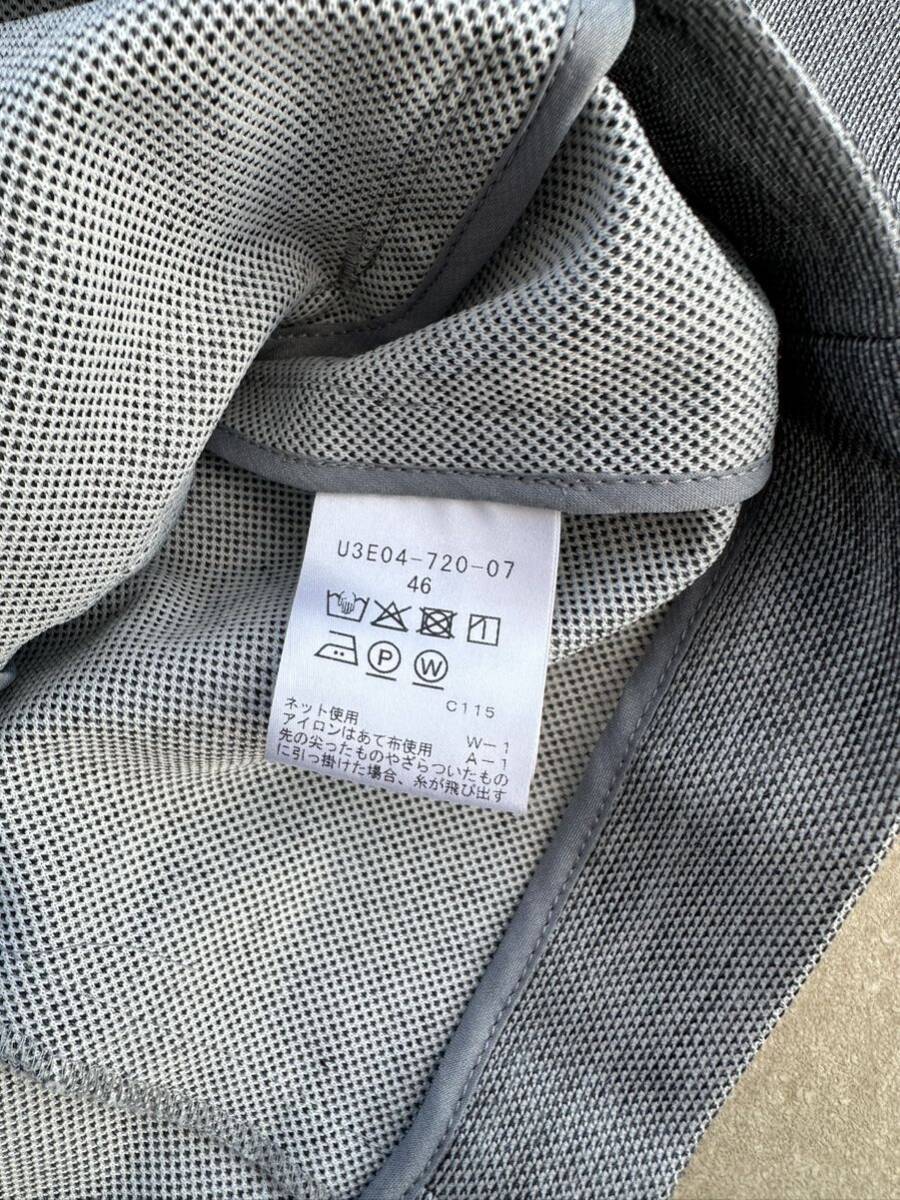 U3E04-720-07
46
P W
C115
ネット使用 W-1
アイロンはあて布使用 A-1
先の尖ったものやざらついたもの
に引っ掛けた場合、糸が飛び出す